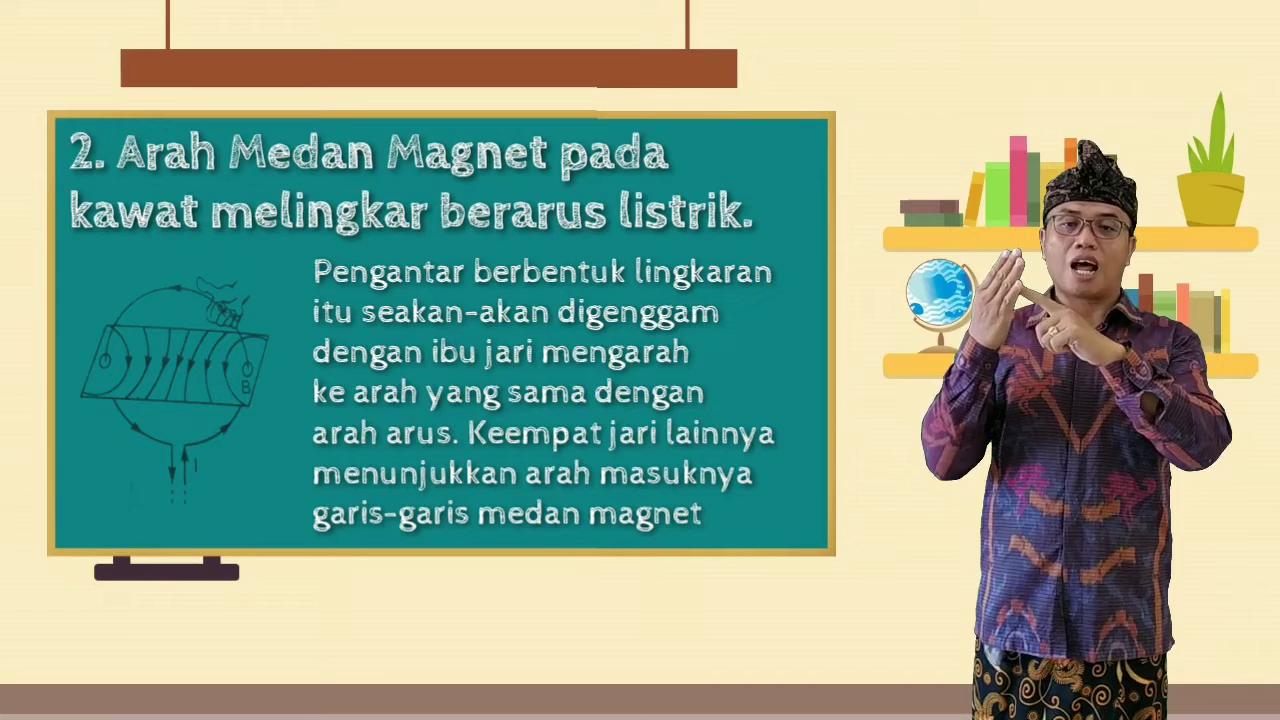 2. Arah Medan Magnet pada
kawat melingkar berarus listrik.
Pengantar berbentuk lingkaran
itu seakan-akan digenggam
dengan ibu jari mengarah
ke arah yang sama dengan
arah arus. Keempat jari lainnya
menunjukkan arah masuknya
garis-garis medan magnet
B
I